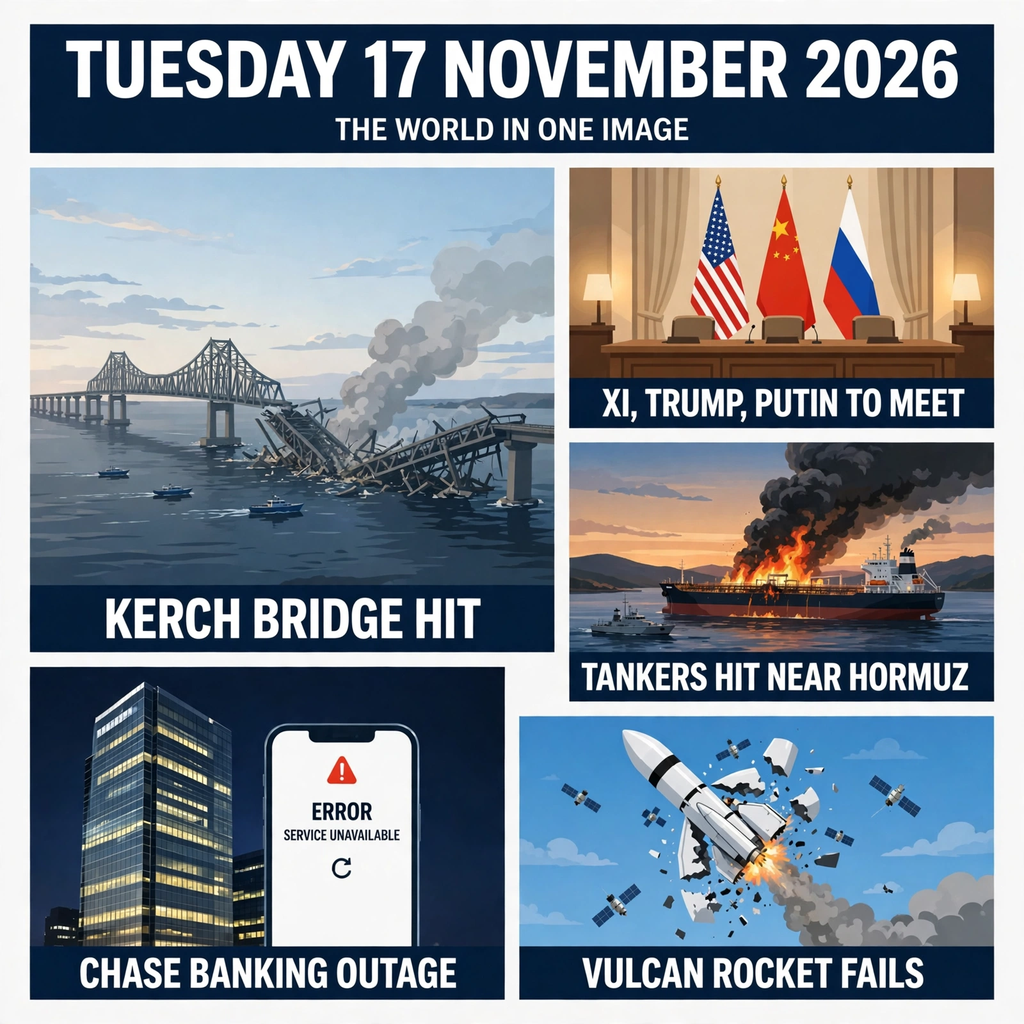 TUESDAY 17 NOVEMBER 2026
THE WORLD IN ONE IMAGE
KERCH BRIDGE HIT
XI, TRUMP, PUTIN TO MEET
TANKERS HIT NEAR HORMUZ
ERROR
SERVICE UNAVAILABLE
CHASE BANKING OUTAGE
VULCAN ROCKET FAILS